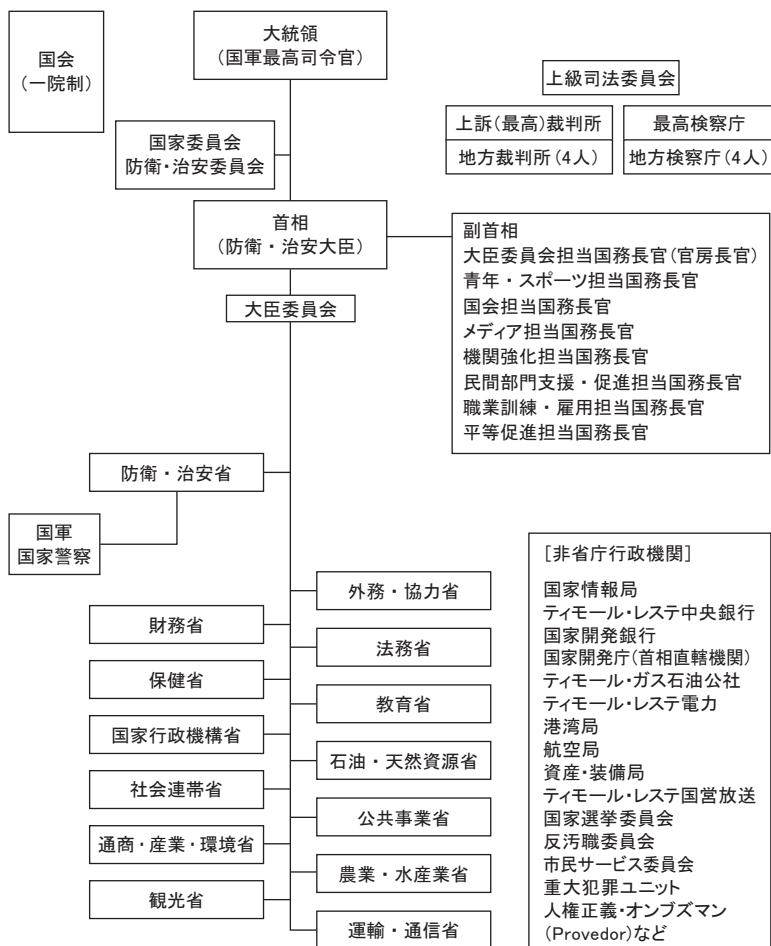 国会
(一院制)
大統領
(国軍最高司令官)
上級司法委員会
上訴(最高)裁判所
地方裁判所(4人)
最高検察庁
地方検察庁(4人)
国家委員会
防衛・治安委員会
首相
(防衛・治安大臣)
副首相
大臣委員会担当国務長官(官房長官)
青年・スポーツ担当国務長官
国会担当国務長官
メディア担当国務長官
機関強化担当国務長官
民間部門支援・促進担当国務長官
職業訓練・雇用担当国務長官
平等促進担当国務長官
大臣委員会
防衛・治安省
国軍
国家警察
外務・協力省
財務省
法務省
保健省
教育省
国家行政機構省
石油・天然資源省
社会連帯省
公共事業省
通商・産業・環境省
農業・水産業省
観光省
運輸・通信省
[非省庁行政機関]
国家情報局
ティモール・レステ中央銀行
国家開発銀行
国家開発庁(首相直轄機関)
ティモール・ガス石油公社
ティモール・レステ電力
港湾局
航空局
資産・装備局
ティモール・レステ国営放送
国家選挙委員会
反汚職委員会
市民サービス委員会
重大犯罪ユニット
人権正義・オンブズマン
(Provedor)など